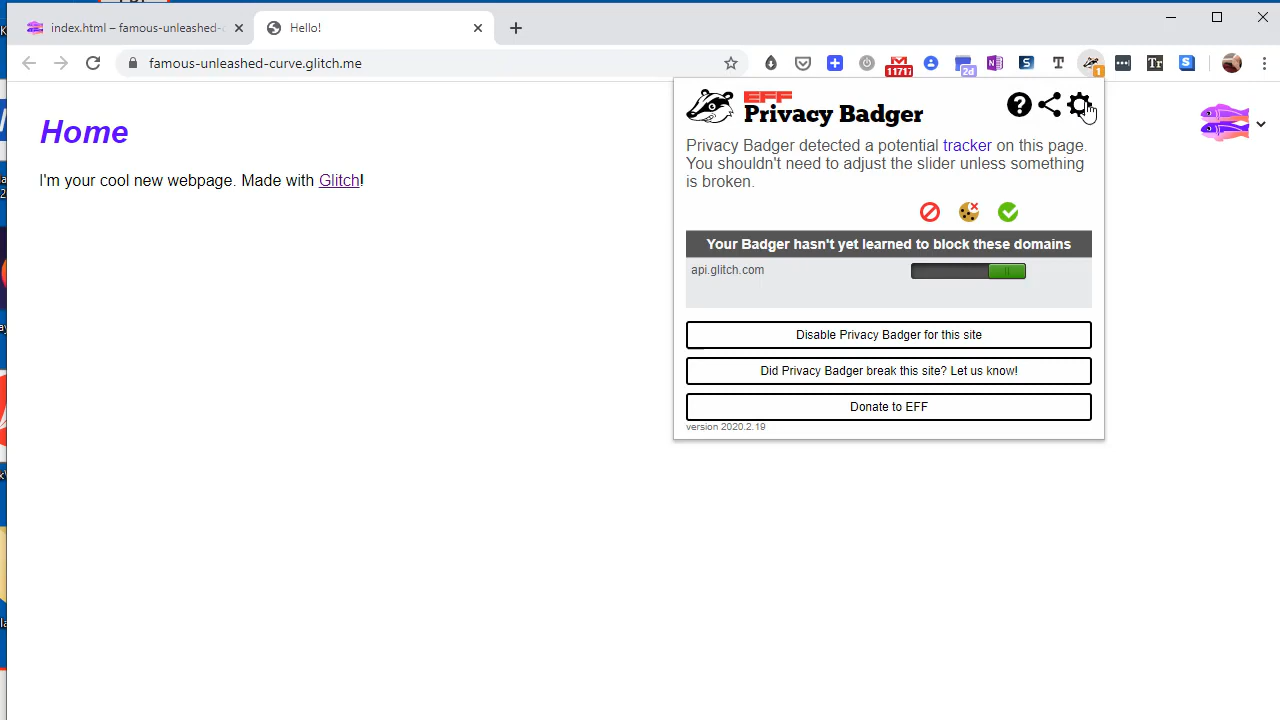 index.html – famous-unleashed-c
Hello!
famous-unleashed-curve.glitch.me
11717
2d
N
S
T
1
Tr
S
Home
I'm your cool new webpage. Made with Glitch!
EFF
Privacy Badger
Privacy Badger detected a potential tracker on this page.
You shouldn't need to adjust the slider unless something
is broken.
Your Badger hasn't yet learned to block these domains
api.glitch.com
Disable Privacy Badger for this site
Did Privacy Badger break this site? Let us know!
Donate to EFF
version 2020.2.19